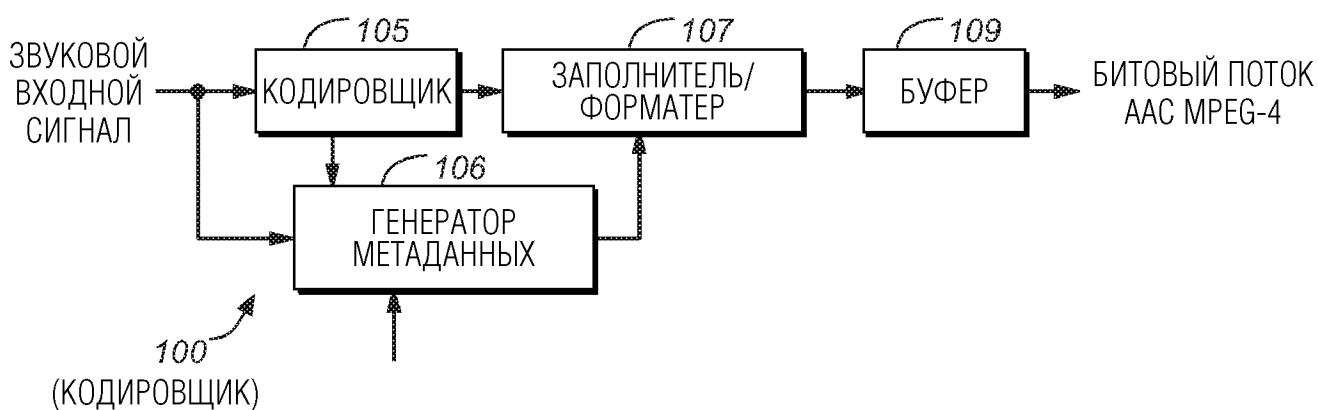 105
107
109
ЗВУКОВОЙ
ВХОДНОЙ
СИГНАЛ
КОДИРОВЩИК
ЗАПОЛНИТЕЛЬ/
ФОРМАТЕР
БУФЕР
БИТОВЫЙ ПОТОК
AAC MPEG-4
106
ГЕНЕРАТОР
МЕТАДАННЫХ
100
(КОДИРОВЩИК)